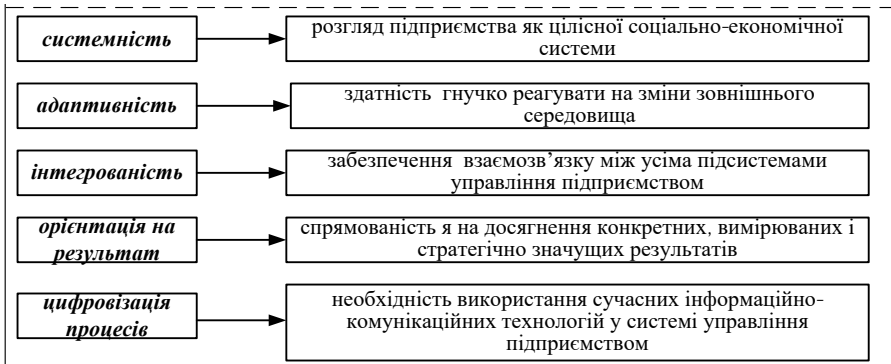 системність
розгляд підприємства як цілісної соціально-економічної
системи
адаптивність
здатність гнучко реагувати на зміни зовнішнього
середовища
інтегрованість
забезпечення взаємозв’язку між усіма підсистемами
управління підприємством
орієнтація на
результат
спрямованість я на досягнення конкретних, вимірюваних і
стратегічно значущих результатів
цифровізація
процесів
необхідність використання сучасних інформаційно-
комунікаційних технологій у системі управління
підприємством